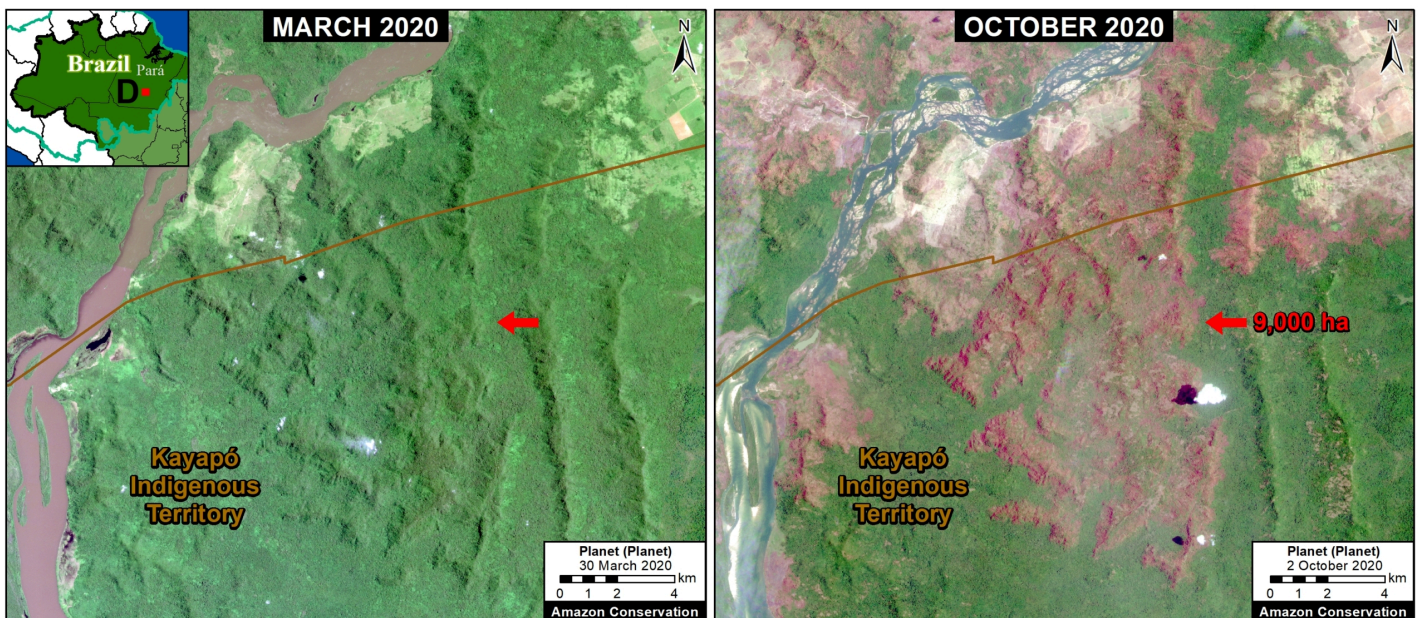 MARCH 2020
N
Brazil
Pará
D
Kayapó
Indigenous
Territory
Planet (Planet)
30 March 2020
km
0 1 2 4
Amazon Conservation
OCTOBER 2020
N
9,000 ha
Kayapó
Indigenous
Territory
Planet (Planet)
2 October 2020
km
0 1 2 4
Amazon Conservation